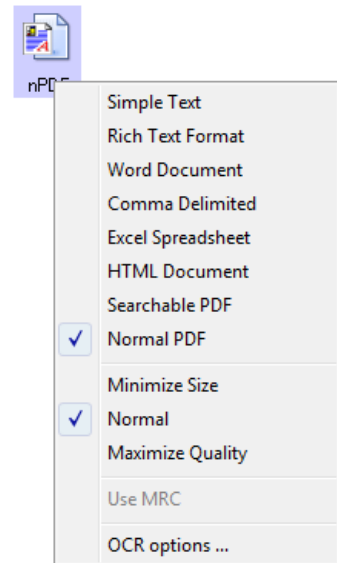 nPDF
Simple Text
Rich Text Format
Word Document
Comma Delimited
Excel Spreadsheet
HTML Document
Searchable PDF
Normal PDF
Minimize Size
Normal
Maximize Quality
Use MRC
OCR options ...